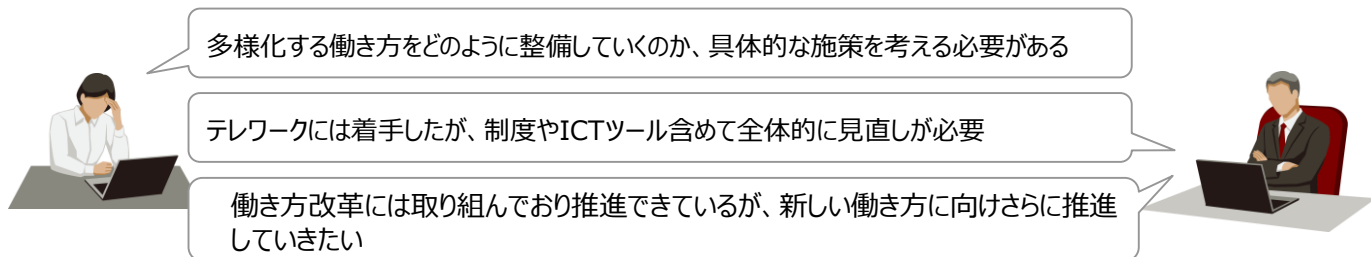 多様化する働き方をどのように整備していくのか、具体的な施策を考える必要がある
テレワークには着手したが、制度やICTツール含めて全体的に見直しが必要
働き方改革には取り組んでおり推進できているが、新しい働き方に向けさらに推進
していきたい